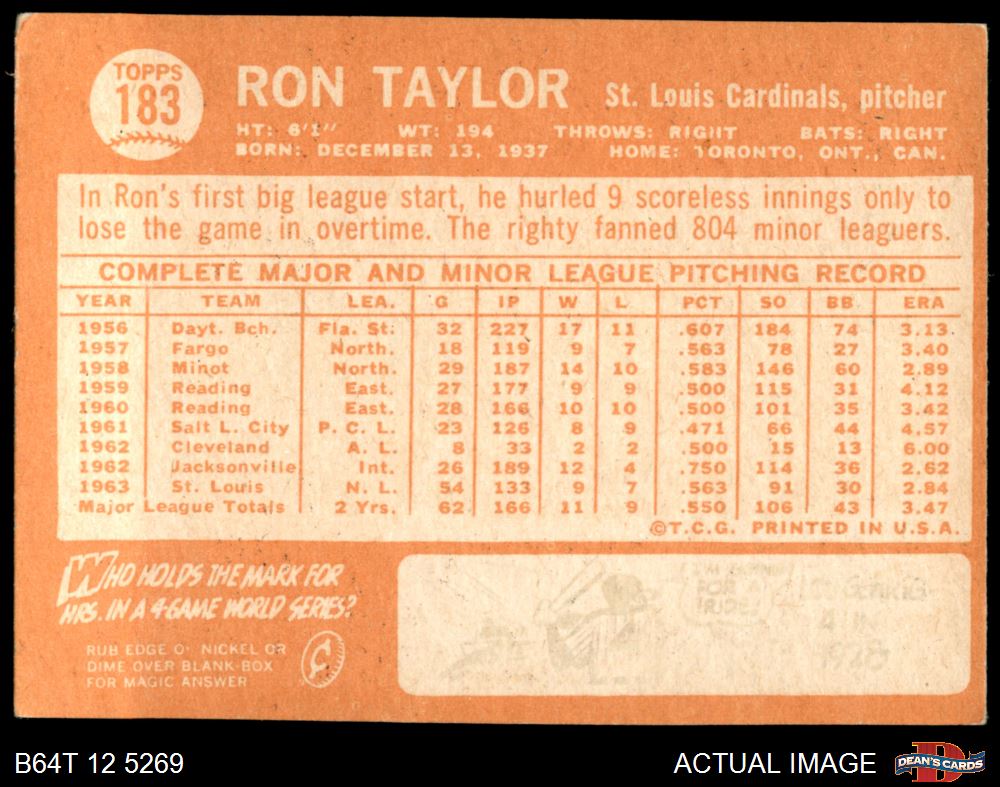 TOPPS
183
RON TAYLOR St. Louis Cardinals, pitcher
HT: 6'1" WT: 194 THROWS: RIGHT BATS: RIGHT
BORN: DECEMBER 13, 1937 HOME: TORONTO, ONT., CAN.
In Ron's first big league start, he hurled 9 scoreless innings only to
lose the game in overtime. The righty fanned 804 minor leaguers.
COMPLETE MAJOR AND MINOR LEAGUE PITCHING RECORD
YEAR TEAM LEA. G IP W L PCT SO BB ERA
1956 Dayt. Bch. Fla. St. 32 227 17 11 .607 184 74 3.13
1957 Fargo North. 18 119 9 7 .563 78 27 3.40
1958 Minot North. 29 187 14 10 .583 146 60 2.89
1959 Reading East. 27 177 9 9 .500 115 31 4.12
1960 Reading East. 28 166 10 10 .500 101 35 3.42
1961 Salt L. City P. C. L. 23 126 8 9 .471 66 44 4.57
1962 Cleveland A. L. 8 33 2 2 .500 15 13 6.00
1962 Jacksonville Int. 26 189 12 4 .750 114 36 2.62
1963 St. Louis N. L. 54 133 9 7 .563 91 30 2.84
Major League Totals 2 Yrs. 62 166 11 9 .550 106 43 3.47
©T.C.G. PRINTED IN U.S.A.
WHO HOLDS THE MARK FOR
HRS. IN A 4-GAME WORLD SERIES?
RUB EDGE O' NICKEL OR
DIME OVER BLANK-BOX
FOR MAGIC ANSWER
FOR A
RIDE!
B64T 12 5269 ACTUAL IMAGE DEAN'S CARDS